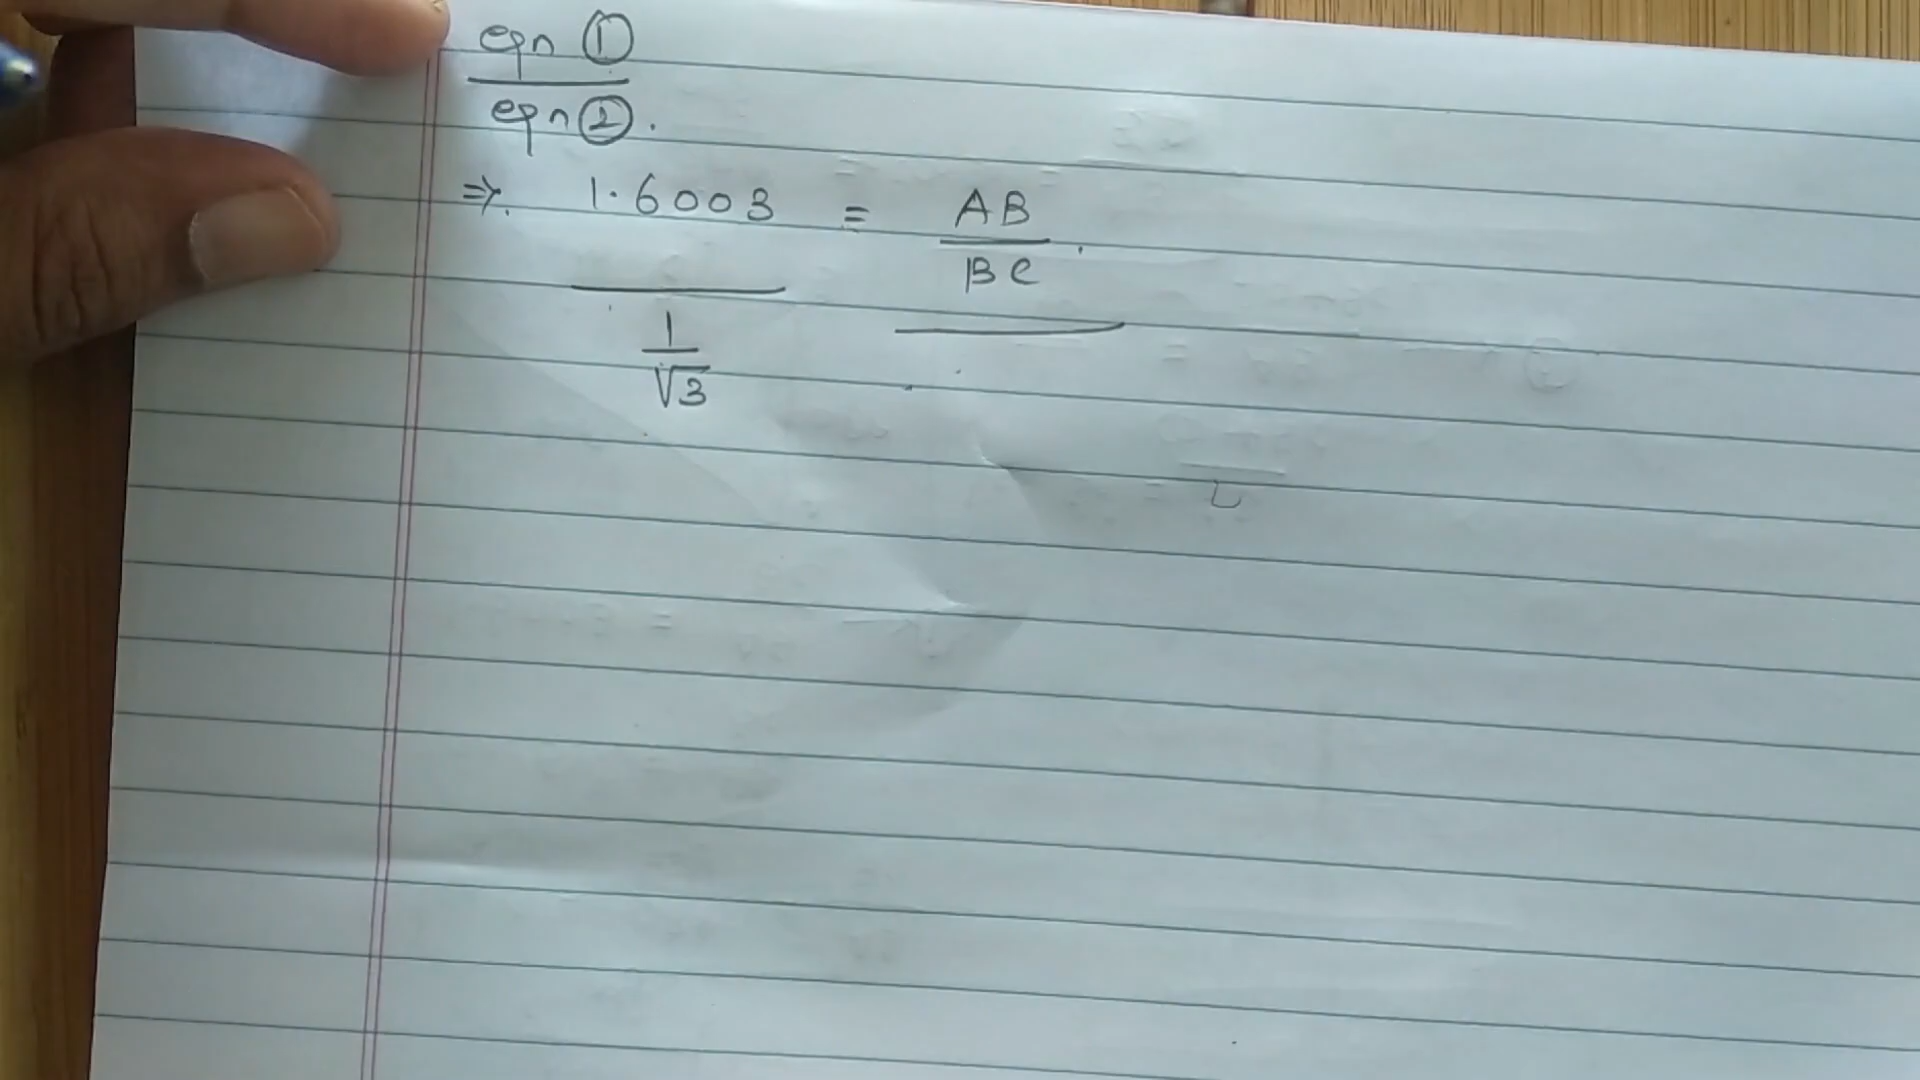 eqn ①
eqn ②.
⇒. 1.6003 = AB
BC.
1
√3